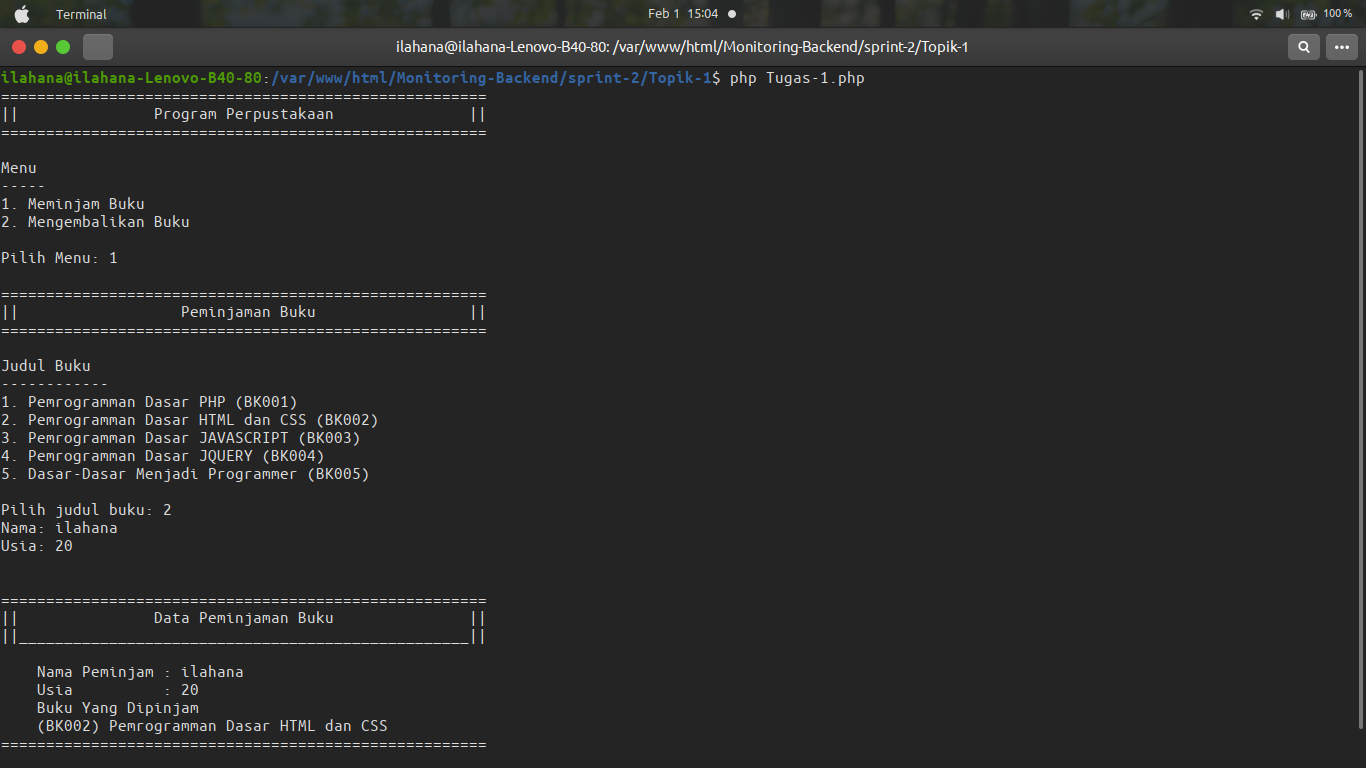 Terminal
Feb 1 15:04
100 %
ilahana@ilahana-Lenovo-B40-80: /var/www/html/Monitoring-Backend/sprint-2/Topik-1
ilahana@ilahana-Lenovo-B40-80:/var/www/html/Monitoring-Backend/sprint-2/Topik-1$ php Tugas-1.php
======================================================
||               Program Perpustakaan               ||
======================================================
Menu
-----
1. Meminjam Buku
2. Mengembalikan Buku
Pilih Menu: 1
======================================================
||                  Peminjaman Buku                 ||
======================================================
Judul Buku
------------
1. Pemrogramman Dasar PHP (BK001)
2. Pemrogramman Dasar HTML dan CSS (BK002)
3. Pemrogramman Dasar JAVASCRIPT (BK003)
4. Pemrogramman Dasar JQUERY (BK004)
5. Dasar-Dasar Menjadi Programmer (BK005)
Pilih judul buku: 2
Nama: ilahana
Usia: 20
======================================================
||               Data Peminjaman Buku               ||
||__________________________________________________||
    Nama Peminjam : ilahana
    Usia          : 20
    Buku Yang Dipinjam
    (BK002) Pemrogramman Dasar HTML dan CSS
======================================================